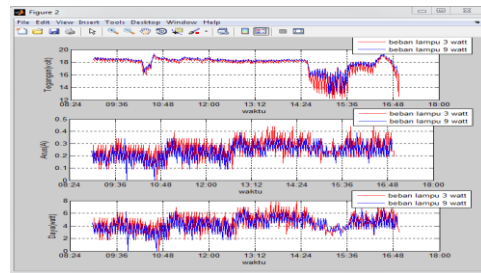 Figure 2
File Edit View Insert Tools Desktop Window Help
beban lampu 3 watt
beban lampu 9 watt
Tegangan(volt)
20
18
16
14
12
08:24 09:36 10:48 12:00 13:12 14:24 15:36 16:48 18:00
waktu
beban lampu 3 watt
beban lampu 9 watt
Arus(A)
0.5
0.4
0.3
0.2
0.1
0
08:24 09:36 10:48 12:00 13:12 14:24 15:36 16:48 18:00
waktu
beban lampu 3 watt
beban lampu 9 watt
Daya(watt)
8
6
4
2
0
08:24 09:36 10:48 12:00 13:12 14:24 15:36 16:48 18:00
waktu